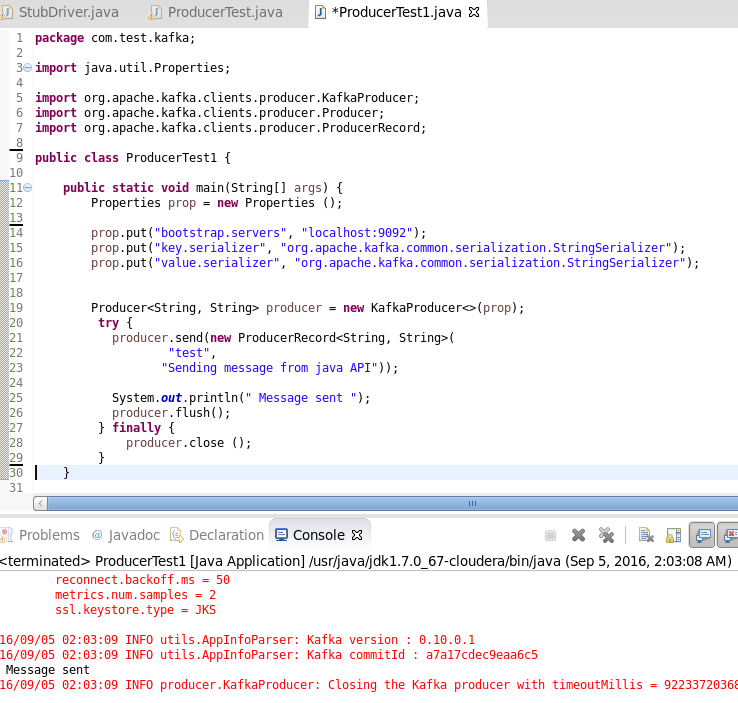 StubDriver.java ProducerTest.java *ProducerTest1.java
1 package com.test.kafka;
2
3 import java.util.Properties;
4
5 import org.apache.kafka.clients.producer.KafkaProducer;
6 import org.apache.kafka.clients.producer.Producer;
7 import org.apache.kafka.clients.producer.ProducerRecord;
8
9 public class ProducerTest1 {
10
11 public static void main(String[] args) {
12 Properties prop = new Properties ();
13
14 prop.put("bootstrap.servers", "localhost:9092");
15 prop.put("key.serializer", "org.apache.kafka.common.serialization.StringSerializer");
16 prop.put("value.serializer", "org.apache.kafka.common.serialization.StringSerializer");
17
18
19 Producer<String, String> producer = new KafkaProducer<>(prop);
20 try {
21 producer.send(new ProducerRecord<String, String>(
22 "test",
23 "Sending message from java API"));
24
25 System.out.println(" Message sent ");
26 producer.flush();
27 } finally {
28 producer.close ();
29 }
30 }
31
Problems @ Javadoc Declaration Console
<terminated> ProducerTest1 [Java Application] /usr/java/jdk1.7.0_67-cloudera/bin/java (Sep 5, 2016, 2:03:08 AM)
reconnect.backoff.ms = 50
metrics.num.samples = 2
ssl.keystore.type = JKS
16/09/05 02:03:09 INFO utils.AppInfoParser: Kafka version : 0.10.0.1
16/09/05 02:03:09 INFO utils.AppInfoParser: Kafka commitId : a7a17cdec9eaa6c5
Message sent
16/09/05 02:03:09 INFO producer.KafkaProducer: Closing the Kafka producer with timeoutMillis = 92233720368